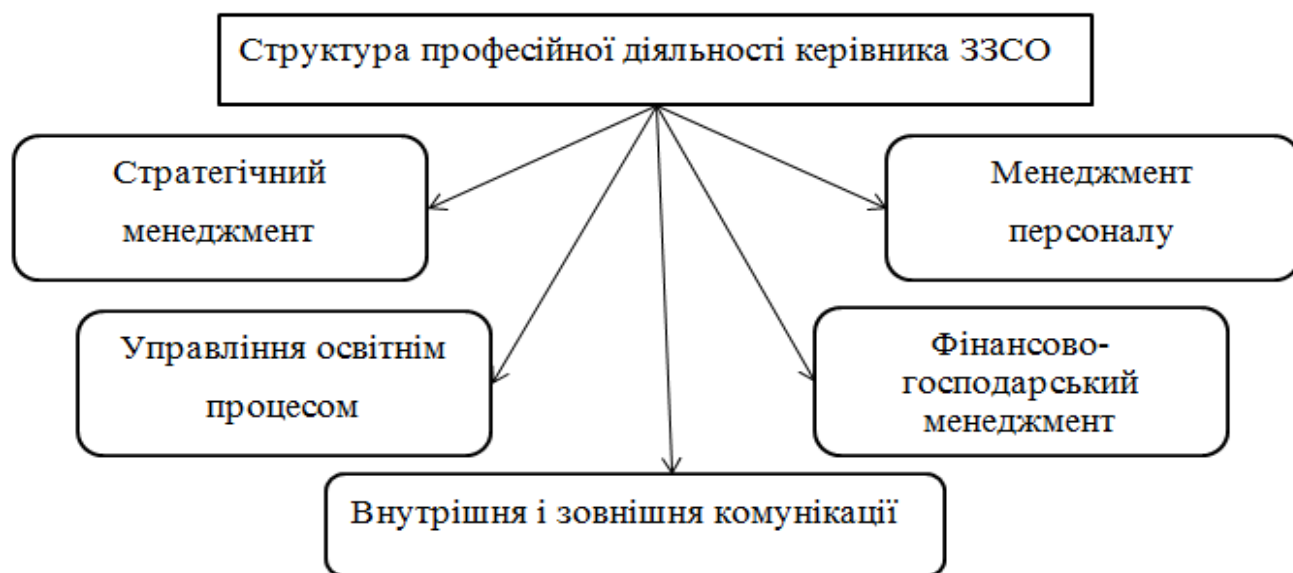 Структура професійної діяльності керівника ЗЗСО
Стратегічний
менеджмент
Менеджмент
персоналу
Управління освітнім
процесом
Фінансово-
господарський
менеджмент
Внутрішня і зовнішня комунікації